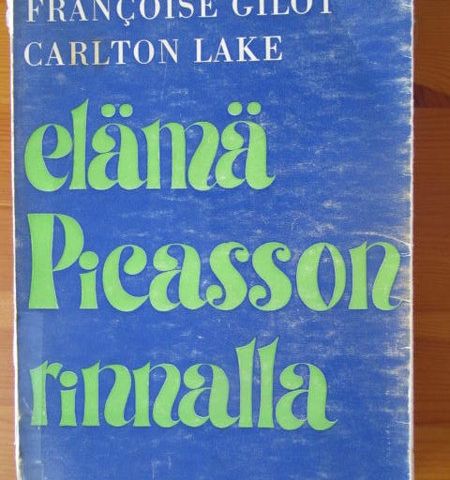 FRANÇOISE GILOT
CARLTON LAKE
elämä
Picasson
rinnalla